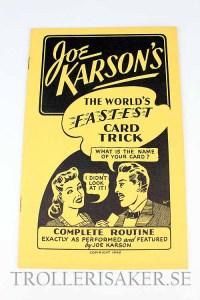 JOE
KARSON'S
THE WORLD'S
FASTEST
CARD
TRICK
WHAT IS THE NAME
OF YOUR CARD?
I DIDN'T
LOOK
AT IT!
COMPLETE ROUTINE
EXACTLY AS PERFORMED and FEATURED
by JOE KARSON
TROLLERISAKER.SE